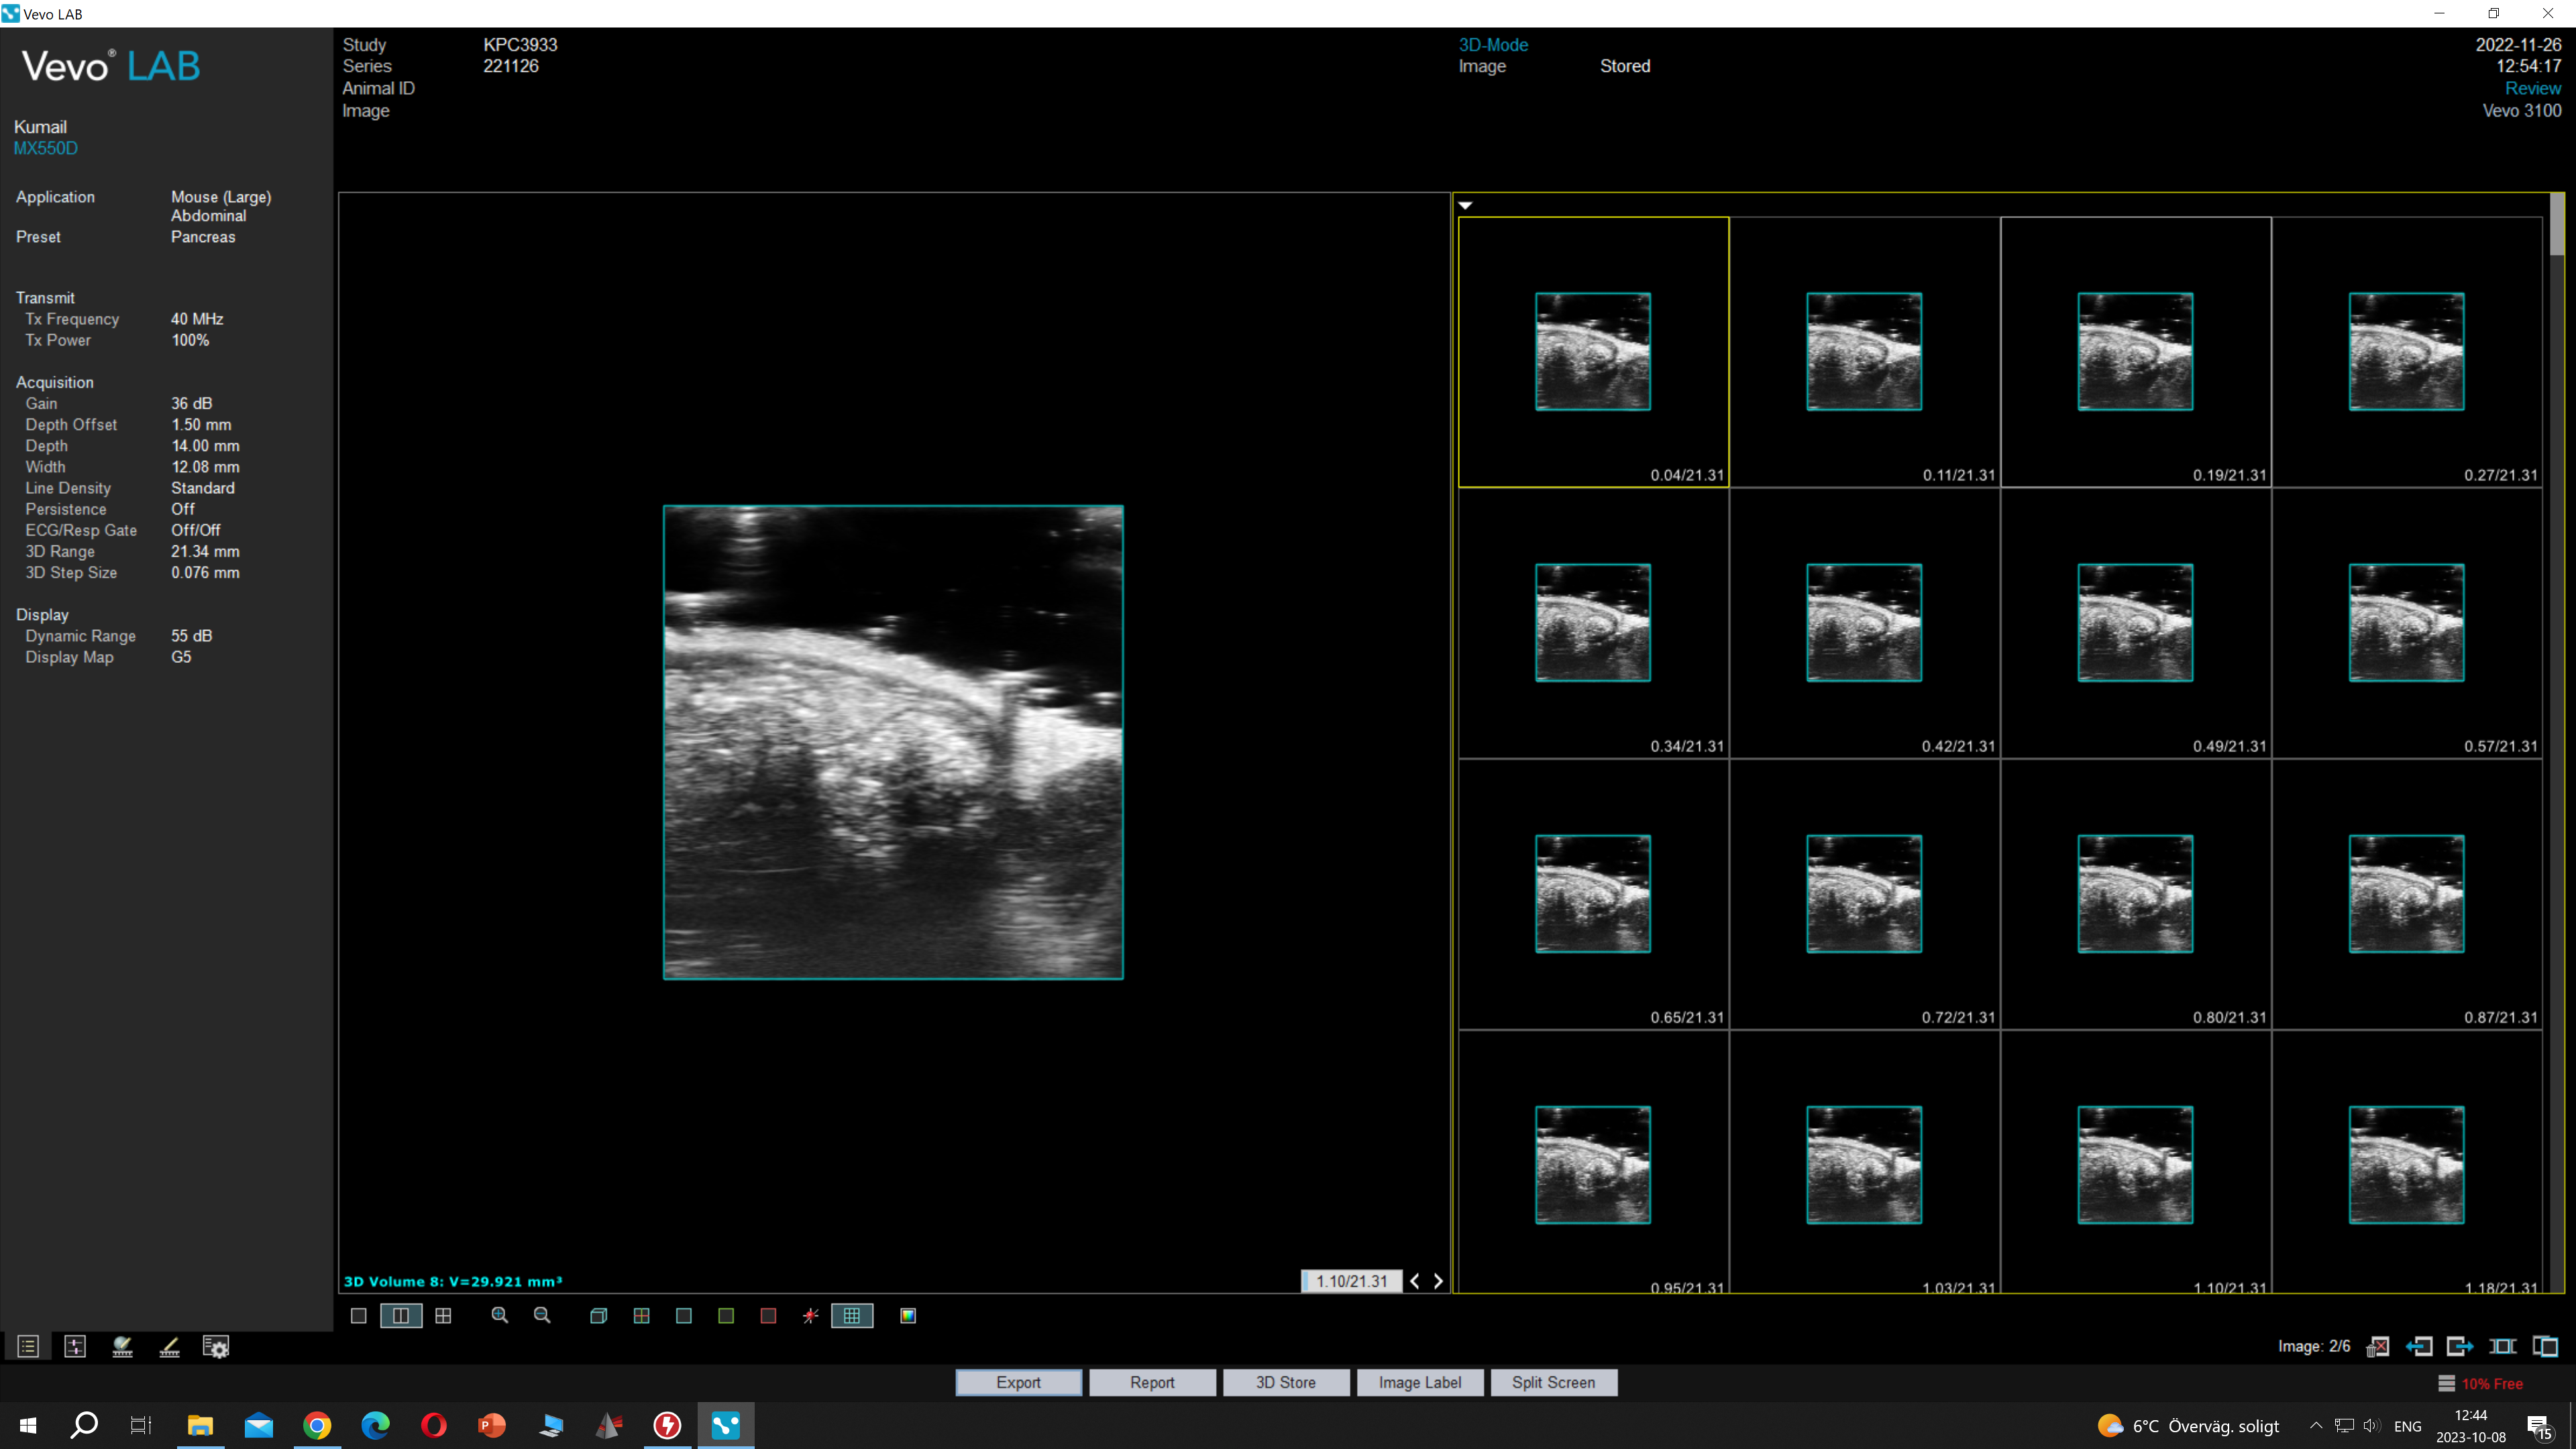 Vevo LAB
Vevo® LAB
Kumail
MX550D
Application Mouse (Large)
Abdominal
Preset Pancreas
Transmit
Tx Frequency 40 MHz
Tx Power 100%
Acquisition
Gain 36 dB
Depth Offset 1.50 mm
Depth 14.00 mm
Width 12.08 mm
Line Density Standard
Persistence Off
ECG/Resp Gate Off/Off
3D Range 21.34 mm
3D Step Size 0.076 mm
Display
Dynamic Range 55 dB
Display Map G5
Study KPC3933
Series 221126
Animal ID
Image
3D-Mode
Image Stored
2022-11-26
12:54:17
Review
Vevo 3100
0.04/21.31 0.11/21.31 0.19/21.31 0.27/21.31
0.34/21.31 0.42/21.31 0.49/21.31 0.57/21.31
0.65/21.31 0.72/21.31 0.80/21.31 0.87/21.31
0.95/21.31 1.03/21.31 1.10/21.31 1.18/21.31
3D Volume 8: V=29.921 mm³
1.10/21.31
Image: 2/6
Export Report 3D Store Image Label Split Screen
10% Free
6°C Överväg. soligt
ENG
12:44
2023-10-08
15